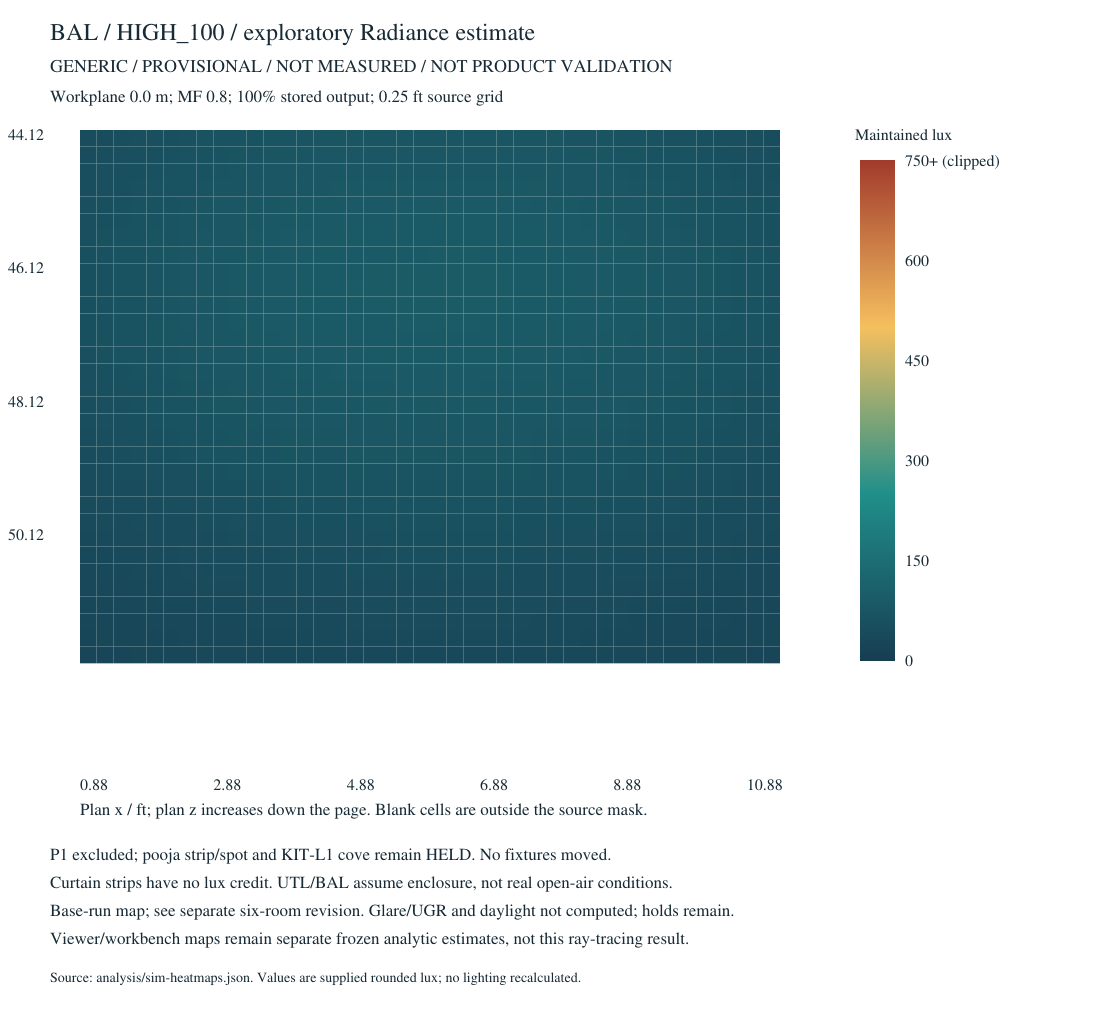 BAL / HIGH_100 / exploratory Radiance estimate
GENERIC / PROVISIONAL / NOT MEASURED / NOT PRODUCT VALIDATION
Workplane 0.0 m; MF 0.8; 100% stored output; 0.25 ft source grid
44.12
46.12
48.12
50.12
Maintained lux
750+ (clipped)
600
450
300
150
0
0.88 2.88 4.88 6.88 8.88 10.88
Plan x / ft; plan z increases down the page. Blank cells are outside the source mask.
P1 excluded; pooja strip/spot and KIT-L1 cove remain HELD. No fixtures moved.
Curtain strips have no lux credit. UTL/BAL assume enclosure, not real open-air conditions.
Base-run map; see separate six-room revision. Glare/UGR and daylight not computed; holds remain.
Viewer/workbench maps remain separate frozen analytic estimates, not this ray-tracing result.
Source: analysis/sim-heatmaps.json. Values are supplied rounded lux; no lighting recalculated.